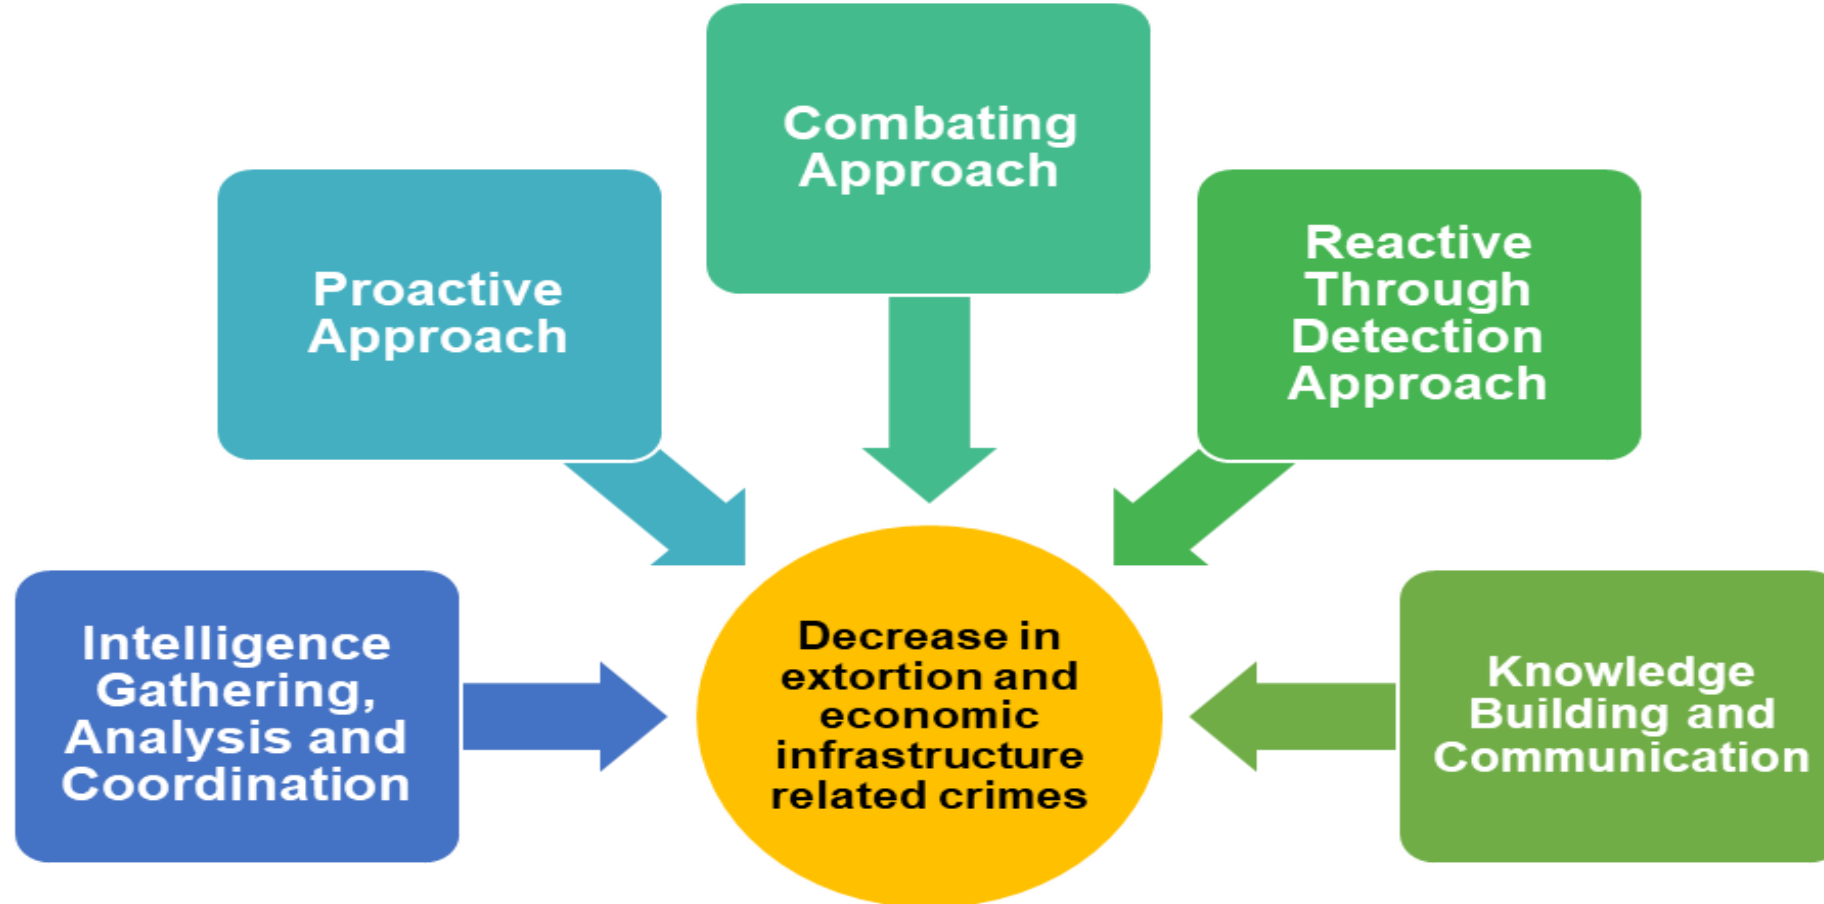 Combating
Approach
Proactive
Approach
Reactive
Through
Detection
Approach
Intelligence
Gathering,
Analysis and
Coordination
Decrease in
extortion and
economic
infrastructure
related crimes
Knowledge
Building and
Communication